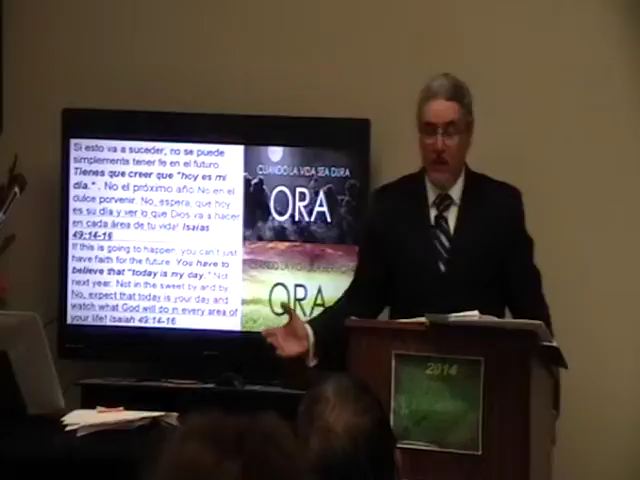 Si esto va a suceder, no se puede
simplemente tener fe en el futuro.
Tienes que creer que "hoy es mi
día.". No el próximo año No en el
dulce porvenir. No, espera, que hoy
es su día y ver lo que Dios va a hacer
en cada área de tu vida! Isaías
49:14-16
If this is going to happen, you can't just
have faith for the future. You have to
believe that "today is my day." Not
next year. Not in the sweet by and by.
No, expect that today is your day and
watch what God will do in every area of
your life! Isaiah 49:14-16
CUANDO LA VIDA SEA DURA
ORA
CUANDO LA VIDA SEA
ORA
2014